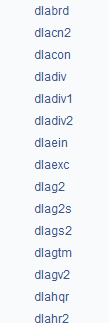 dlabrd
dlacn2
dlacon
dladiv
dladiv1
dladiv2
dlaein
dlaexc
dlag2
dlag2s
dlags2
dlagtm
dlagv2
dlahqr
dlahr2